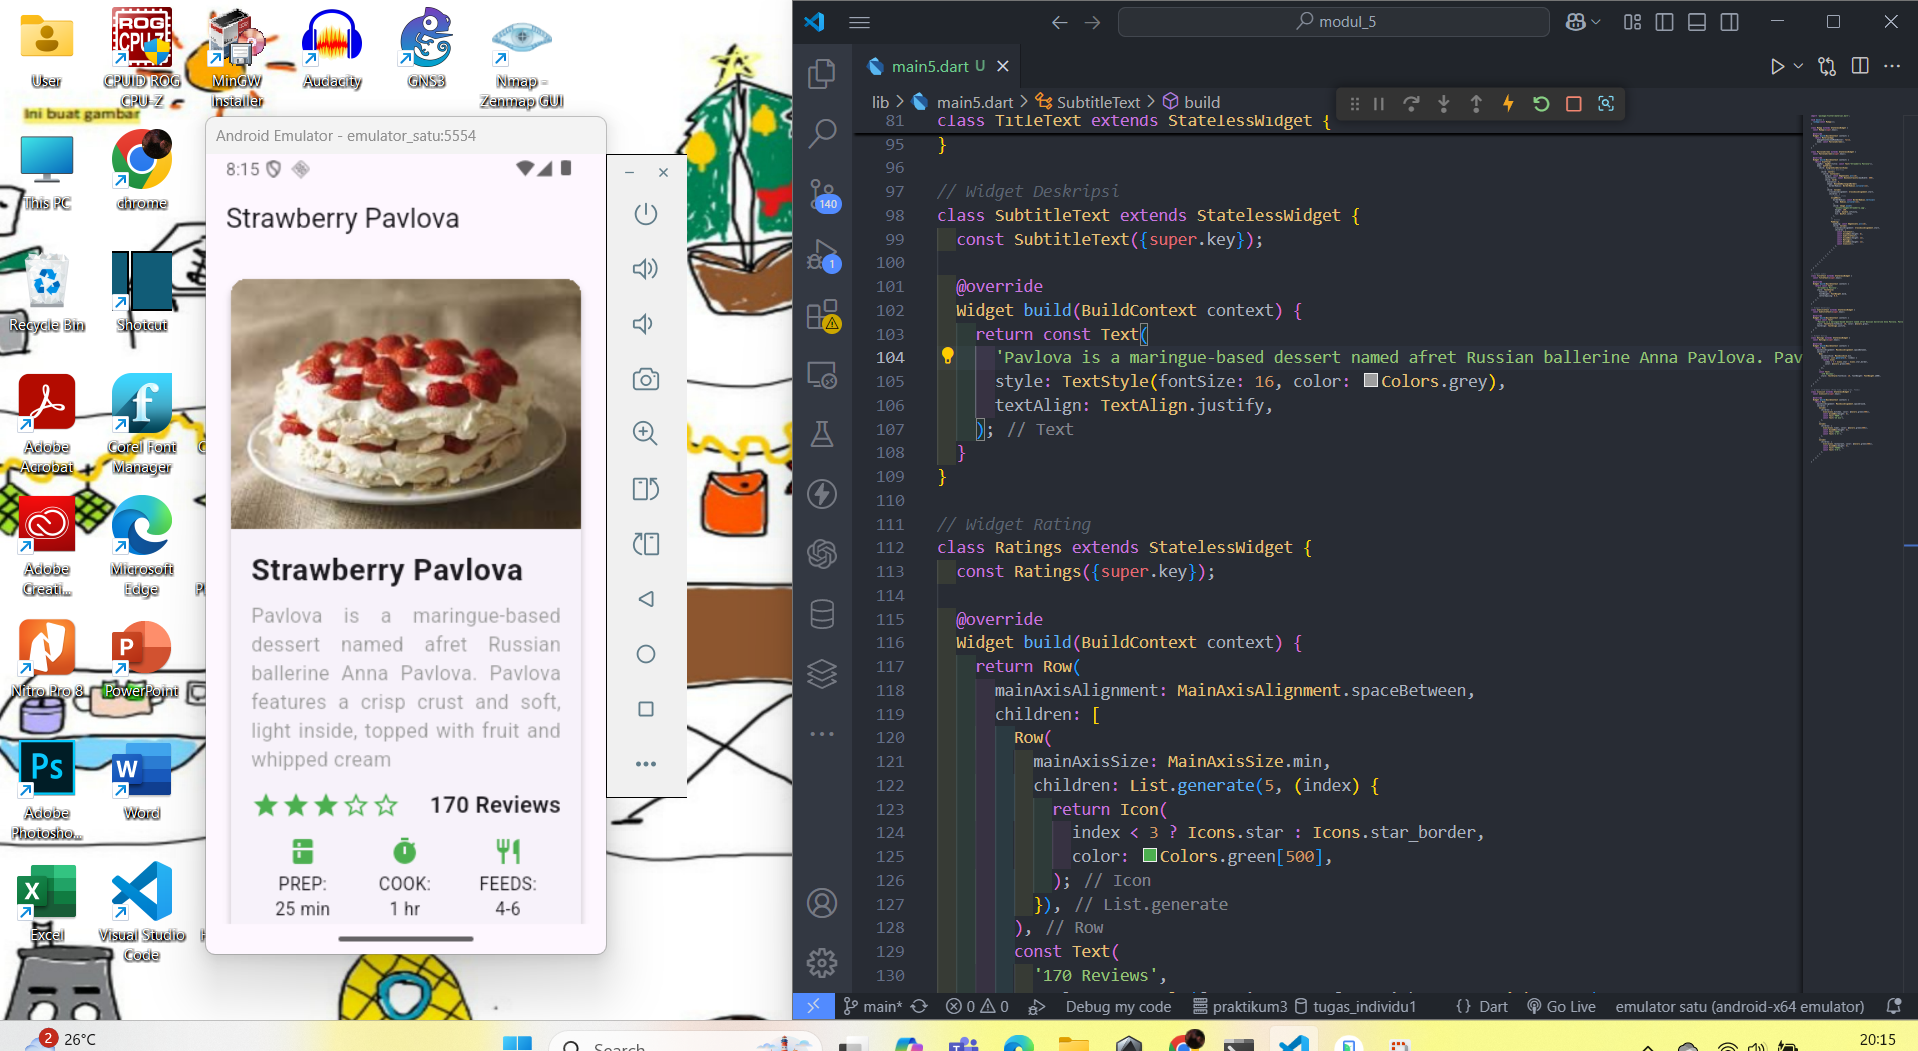 User
CPUID ROG
CPU-Z
MinGW
Installer
Audacity
GNS3
Nmap -
Zenmap GUI
Ini buat gambar
This PC
chrome
Recycle Bin
Shotcut
Adobe
Acrobat
Corel Font
Manager
Adobe
Creati...
Microsoft
Edge
Nitro Pro 8
PowerPoint
Adobe
Photosho...
Word
Excel
Visual Studio
Code
Android Emulator - emulator_satu:5554
8:15
Strawberry Pavlova
Strawberry Pavlova
Pavlova is a maringue-based
dessert named afret Russian
ballerine Anna Pavlova. Pavlova
features a crisp crust and soft,
light inside, topped with fruit and
whipped cream
170 Reviews
PREP:
25 min
COOK:
1 hr
FEEDS:
4-6
modul_5
main5.dart U
lib > main5.dart > SubtitleText > build
140
1
81 class TitleText extends StatelessWidget {
95 }
96
97 // Widget Deskripsi
98 class SubtitleText extends StatelessWidget {
99 const SubtitleText({super.key});
100
101 @override
102 Widget build(BuildContext context) {
103 return const Text(
104 'Pavlova is a maringue-based dessert named afret Russian ballerine Anna Pavlova. Pav
105 style: TextStyle(fontSize: 16, color: Colors.grey),
106 textAlign: TextAlign.justify,
107 ); // Text
108 }
109 }
110
111 // Widget Rating
112 class Ratings extends StatelessWidget {
113 const Ratings({super.key});
114
115 @override
116 Widget build(BuildContext context) {
117 return Row(
118 mainAxisAlignment: MainAxisAlignment.spaceBetween,
119 children: [
120 Row(
121 mainAxisSize: MainAxisSize.min,
122 children: List.generate(5, (index) {
123 return Icon(
124 index < 3 ? Icons.star : Icons.star_border,
125 color: Colors.green[500],
126 ); // Icon
127 }), // List.generate
128 ), // Row
129 const Text(
130 '170 Reviews',
main* 0 0 Debug my code praktikum3 tugas_individu1 {} Dart Go Live emulator satu (android-x64 emulator)
2 26°C
Search
20:15